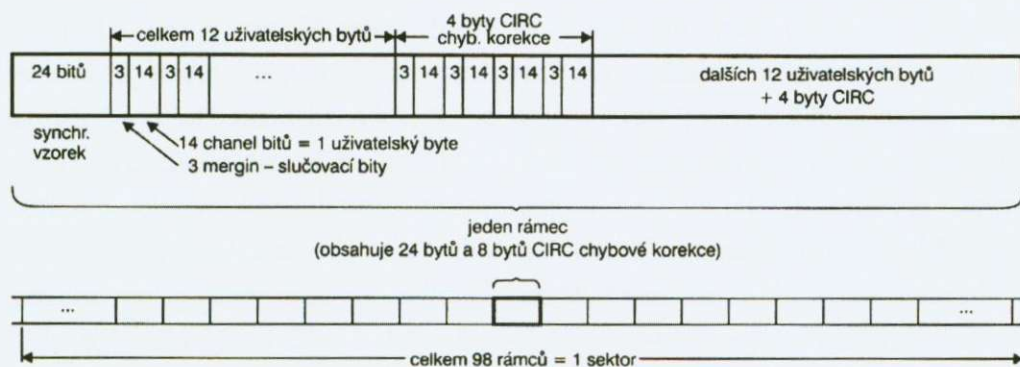 4 byty CIRC
chyb. korekce
celkem 12 uživatelských bytů
24 bitů
3 14 3 14
...
3 14 3 14 3 14 3 14
dalších 12 uživatelských bytů
+ 4 byty CIRC
synchr.
vzorek
14 chanel bitů = 1 uživatelský byte
3 mergin – slučovací bity
jeden rámec
(obsahuje 24 bytů a 8 bytů CIRC chybové korekce)
... ...
celkem 98 rámců = 1 sektor